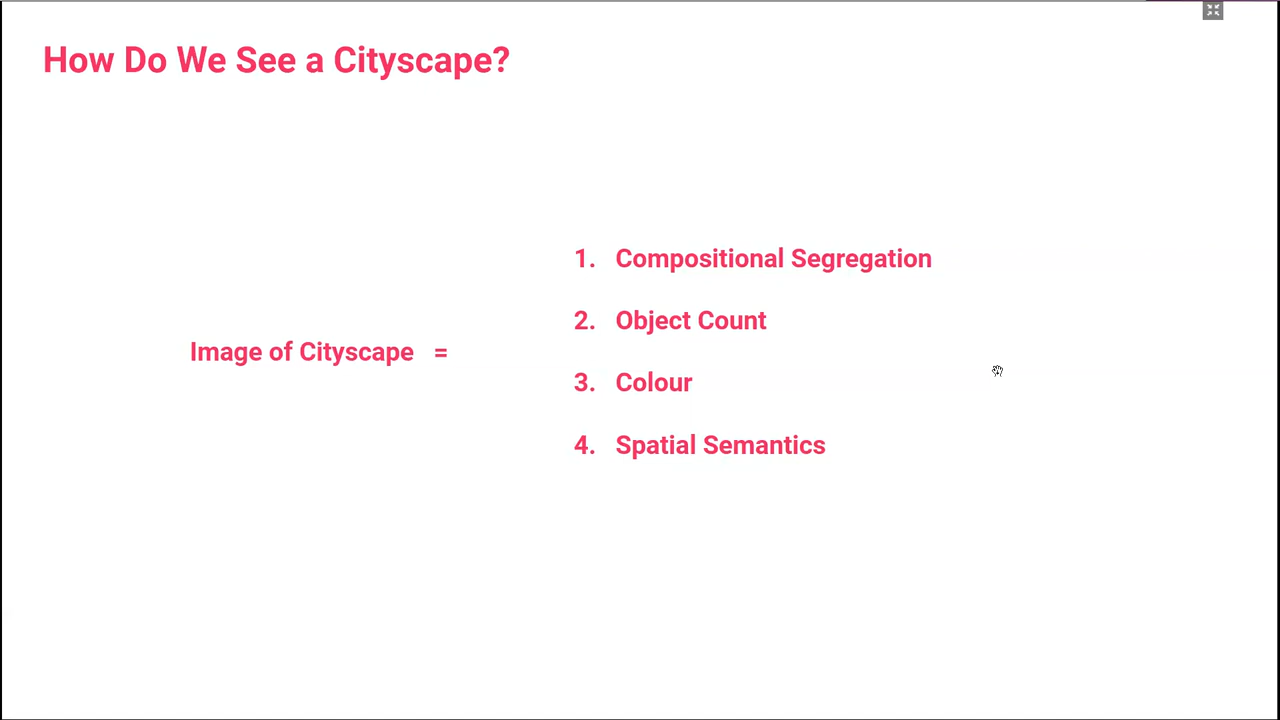 How Do We See a Cityscape?
1. Compositional Segregation
2. Object Count
Image of Cityscape =
3. Colour
4. Spatial Semantics